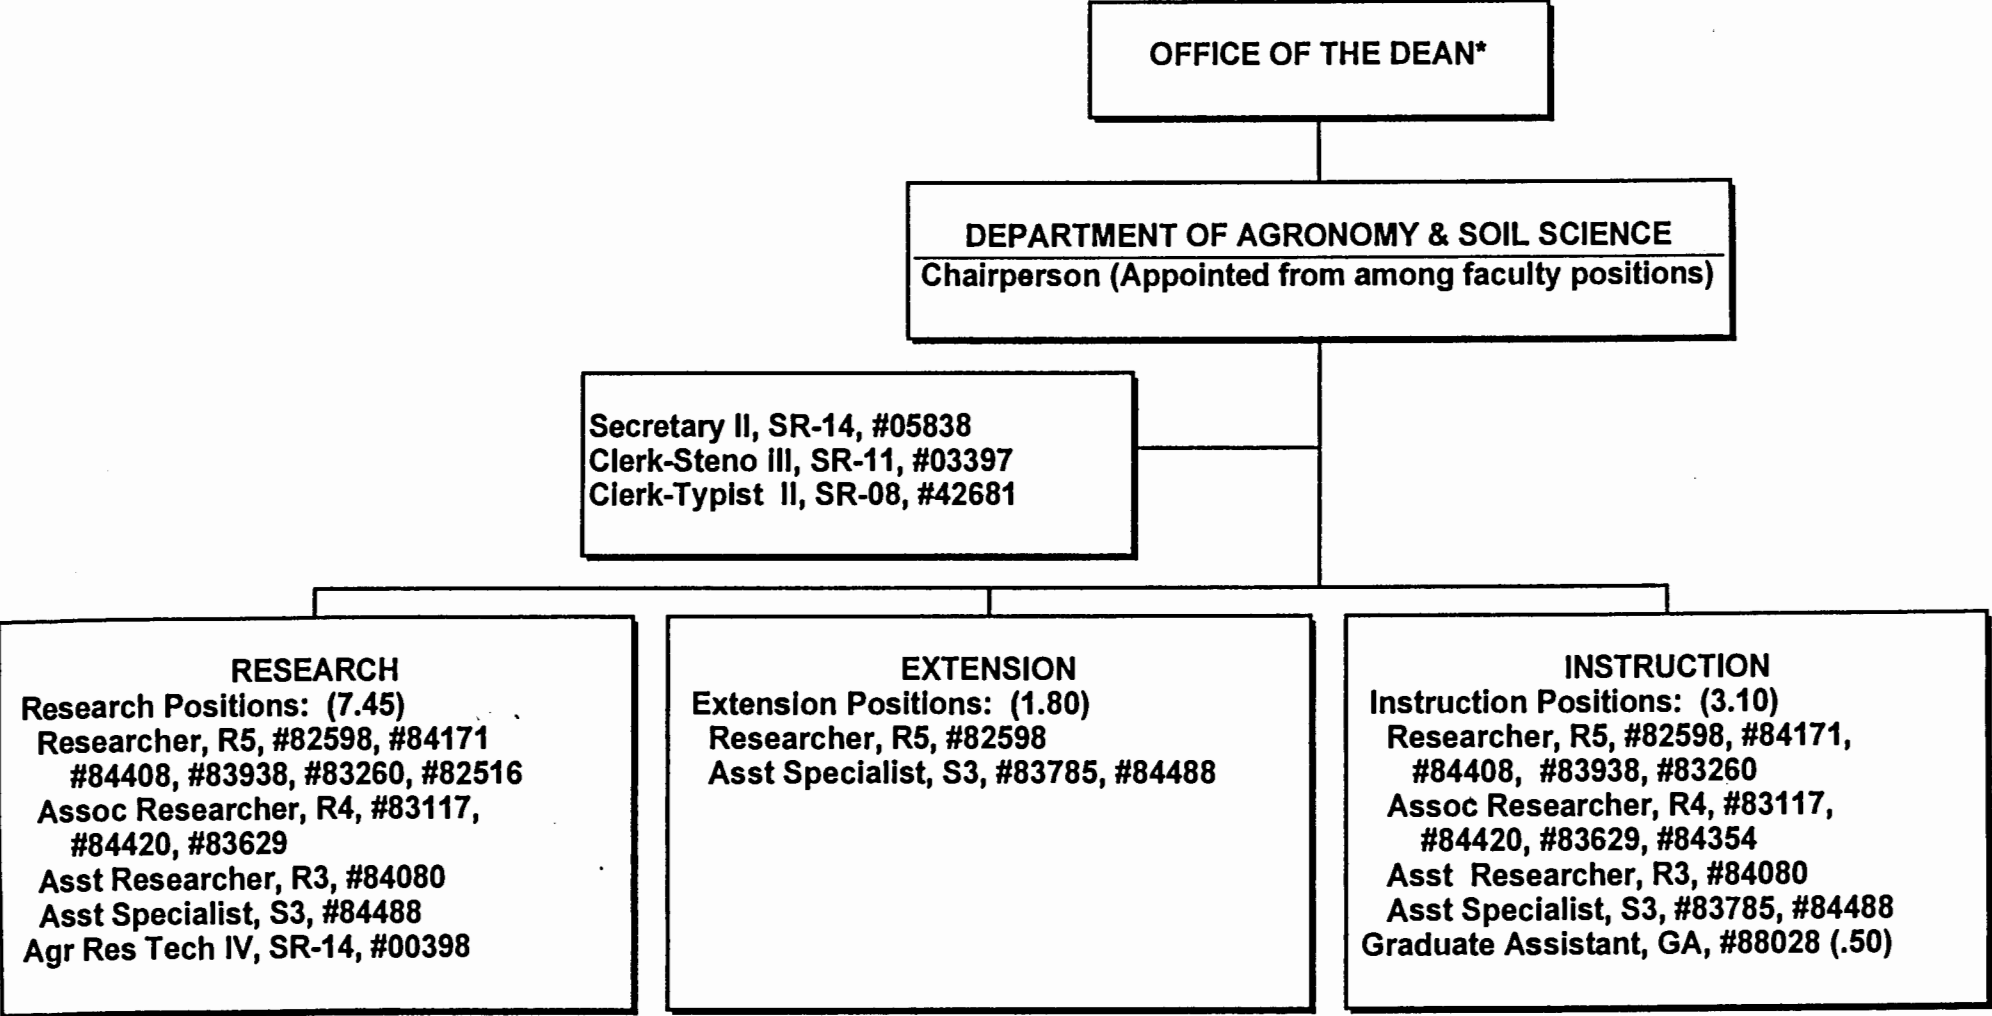 OFFICE OF THE DEAN*
DEPARTMENT OF AGRONOMY & SOIL SCIENCE
Chairperson (Appointed from among faculty positions)
Secretary II, SR-14, #05838
Clerk-Steno III, SR-11, #03397
Clerk-Typist II, SR-08, #42681
RESEARCH
Research Positions: (7.45)
Researcher, R5, #82598, #84171
#84408, #83938, #83260, #82516
Assoc Researcher, R4, #83117,
#84420, #83629
Asst Researcher, R3, #84080
Asst Specialist, S3, #84488
Agr Res Tech IV, SR-14, #00398
EXTENSION
Extension Positions: (1.80)
Researcher, R5, #82598
Asst Specialist, S3, #83785, #84488
INSTRUCTION
Instruction Positions: (3.10)
Researcher, R5, #82598, #84171,
#84408, #83938, #83260
Assoc Researcher, R4, #83117,
#84420, #83629, #84354
Asst Researcher, R3, #84080
Asst Specialist, S3, #83785, #84488
Graduate Assistant, GA, #88028 (.50)